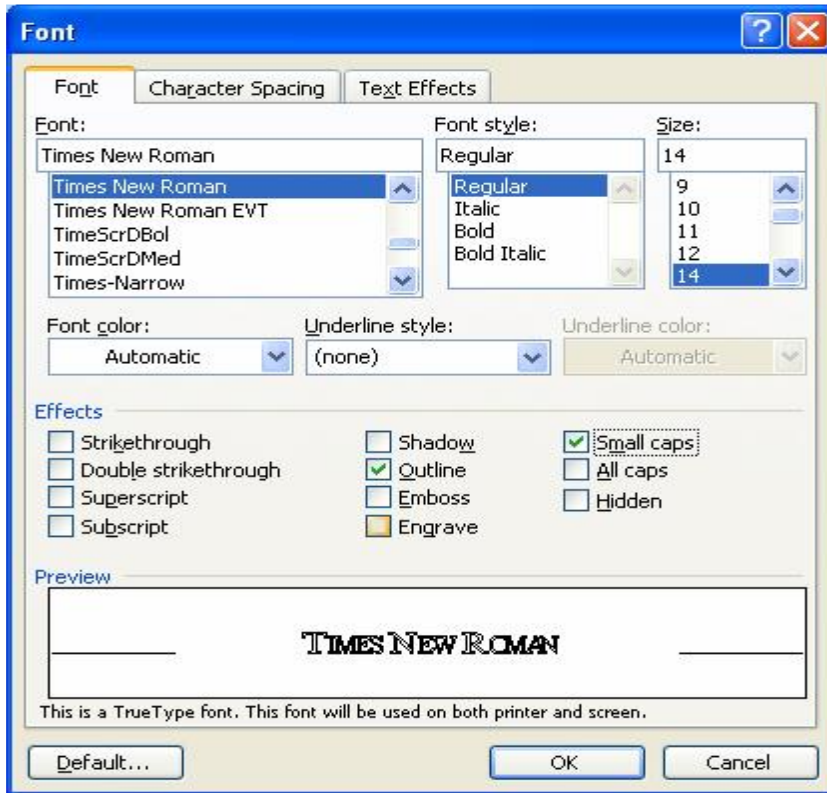 Font
Font Character Spacing Text Effects
Font: Font style: Size:
Times New Roman Regular 14
Times New Roman Regular 9
Times New Roman EVT Italic 10
TimeScrDBol Bold 11
TimeScrDMed Bold Italic 12
Times-Narrow 14
Font color: Underline style: Underline color:
Automatic (none) Automatic
Effects
Strikethrough Shadow Small caps
Double strikethrough Outline All caps
Superscript Emboss Hidden
Subscript Engrave
Preview
TIMES NEW ROMAN
This is a TrueType font. This font will be used on both printer and screen.
Default... OK Cancel